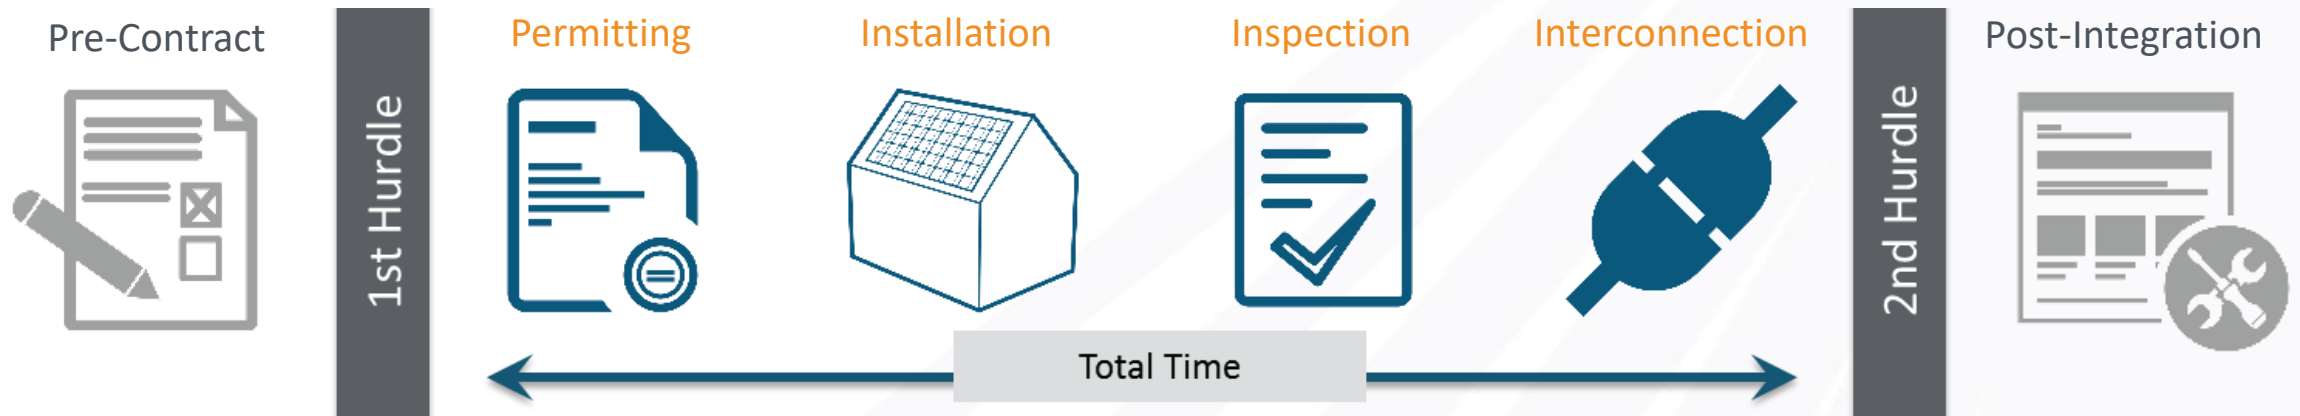 Pre-Contract
1st Hurdle
Permitting
Installation
Inspection
Interconnection
2nd Hurdle
Post-Integration
Total Time